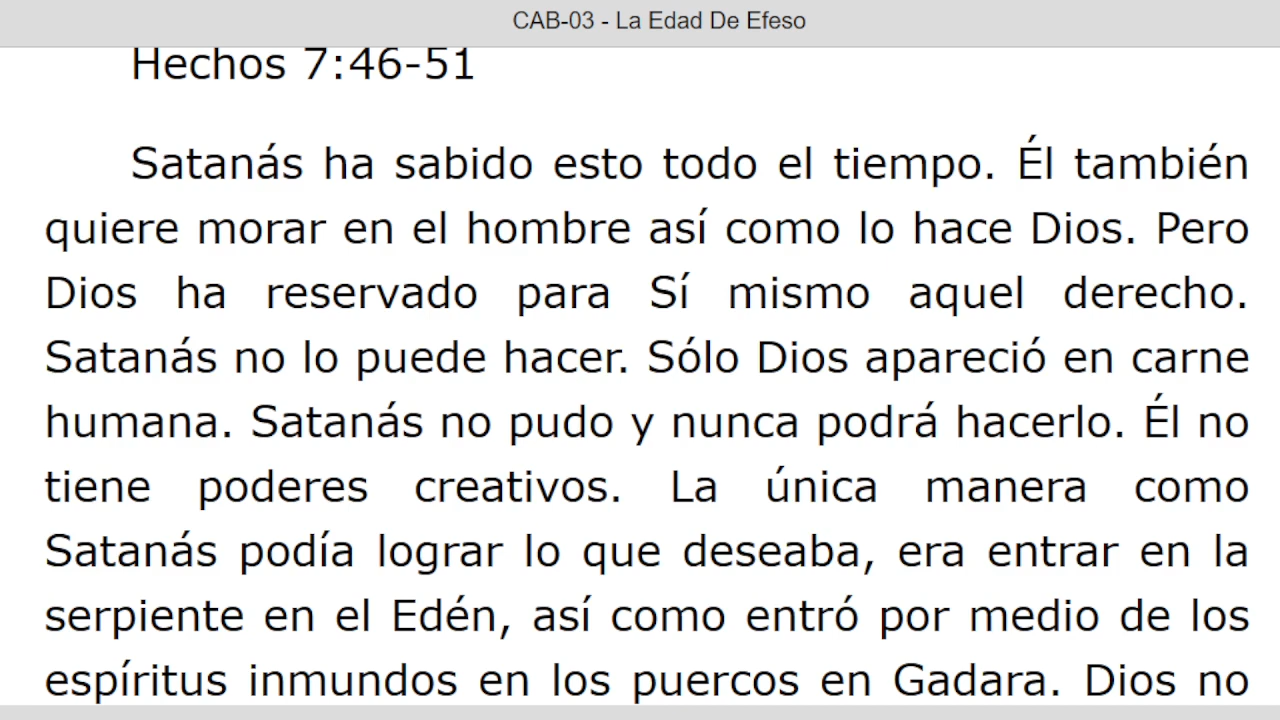 CAB-03 - La Edad De Efeso
Hechos 7:46-51
Satanás ha sabido esto todo el tiempo. Él también
quiere morar en el hombre así como lo hace Dios. Pero
Dios ha reservado para Sí mismo aquel derecho.
Satanás no lo puede hacer. Sólo Dios apareció en carne
humana. Satanás no pudo y nunca podrá hacerlo. Él no
tiene poderes creativos. La única manera como
Satanás podía lograr lo que deseaba, era entrar en la
serpiente en el Edén, así como entró por medio de los
espíritus inmundos en los puercos en Gadara. Dios no